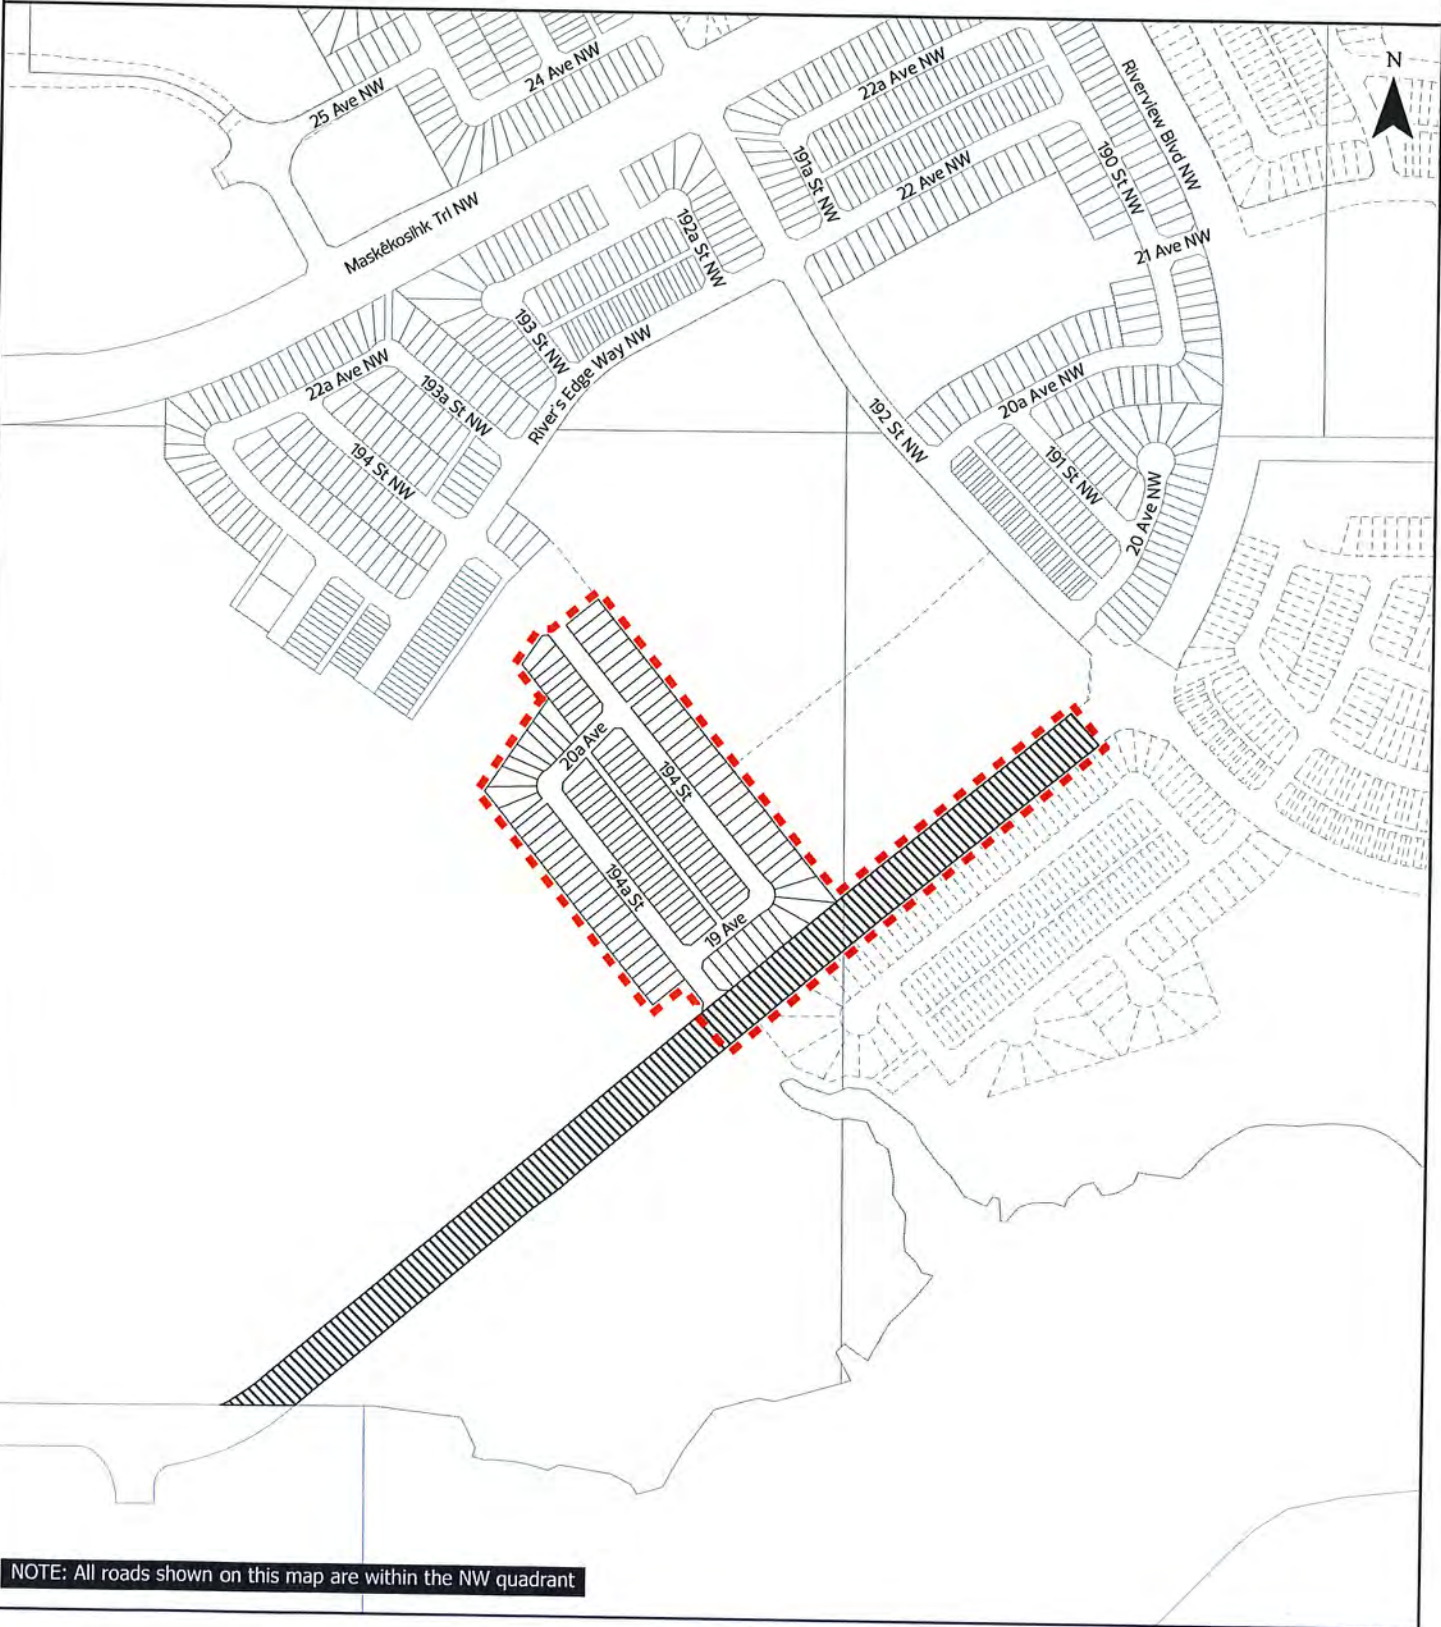 N
25 Ave NW
24 Ave NW
22a Ave NW
Riverview Blvd NW
191a St NW
22 Ave NW
190 St NW
Maskêkosihk Trl NW
192a St NW
21 Ave NW
193 St NW
River's Edge Way NW
22a Ave NW
193a St NW
20a Ave NW
192 St NW
194 St NW
191 St NW
20 Ave NW
20a Ave
194 St
194a St
19 Ave
NOTE: All roads shown on this map are within the NW quadrant